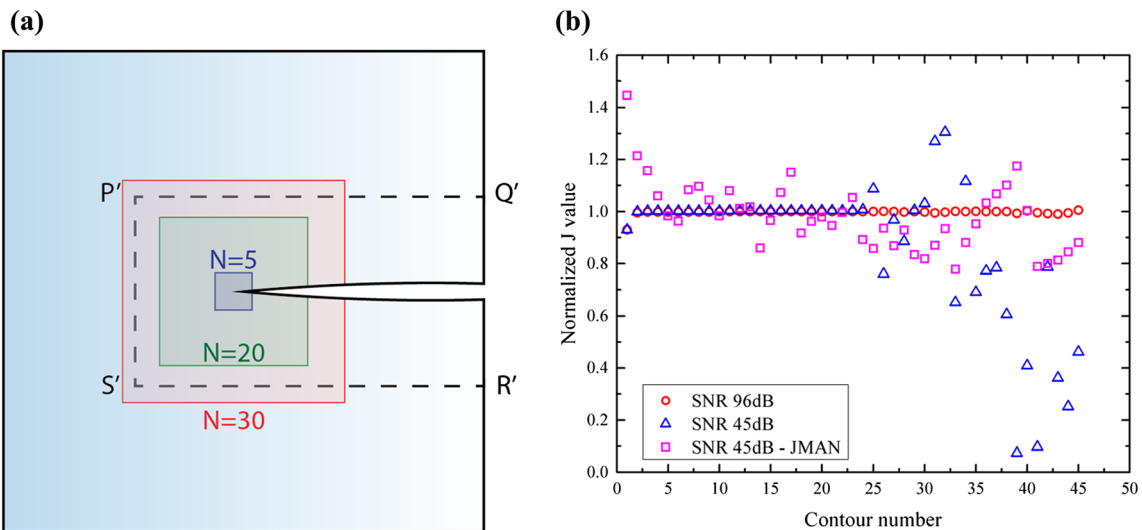 (a)
P′
Q′
N=5
N=20
S′
R′
N=30
(b)
1.6
1.4
1.2
1.0
0.8
0.6
0.4
0.2
0.0
Normalized J value
SNR 96dB
SNR 45dB
SNR 45dB - JMAN
0 5 10 15 20 25 30 35 40 45 50
Contour number